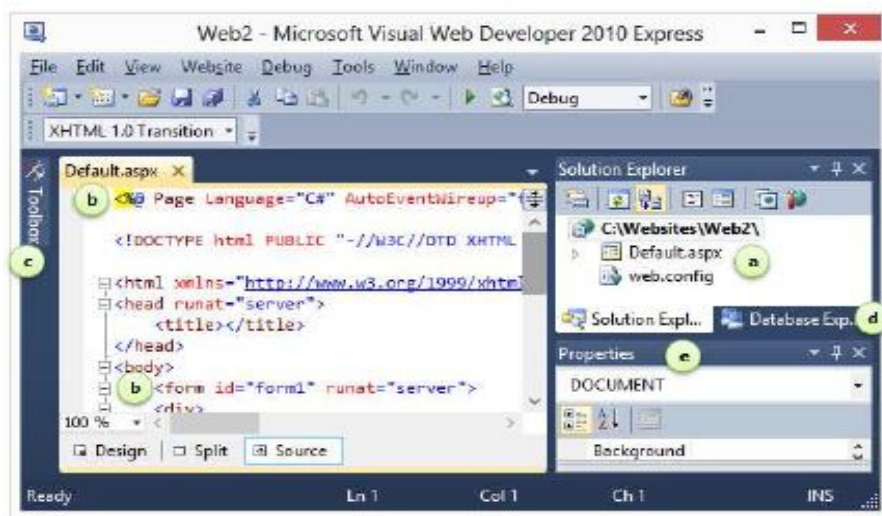 Web2 - Microsoft Visual Web Developer 2010 Express
File Edit View Website Debug Tools Window Help
Debug
XHTML 1.0 Transition
Toolbox
Default.aspx
<%@ Page Language="C#" AutoEventWireup="
<!DOCTYPE html PUBLIC "-//W3C//DTD XHTML
<html xmlns="http://www.w3.org/1999/xhtml
<head runat="server">
<title></title>
</head>
<body>
<form id="form1" runat="server">
<div>
100 %
Design Split Source
Solution Explorer
C:\Websites\Web2\
Default.aspx
web.config
Solution Expl... Database Exp...
Properties
DOCUMENT
Background
Ready Ln 1 Col 1 Ch 1 INS
b
c
b
a
d
e